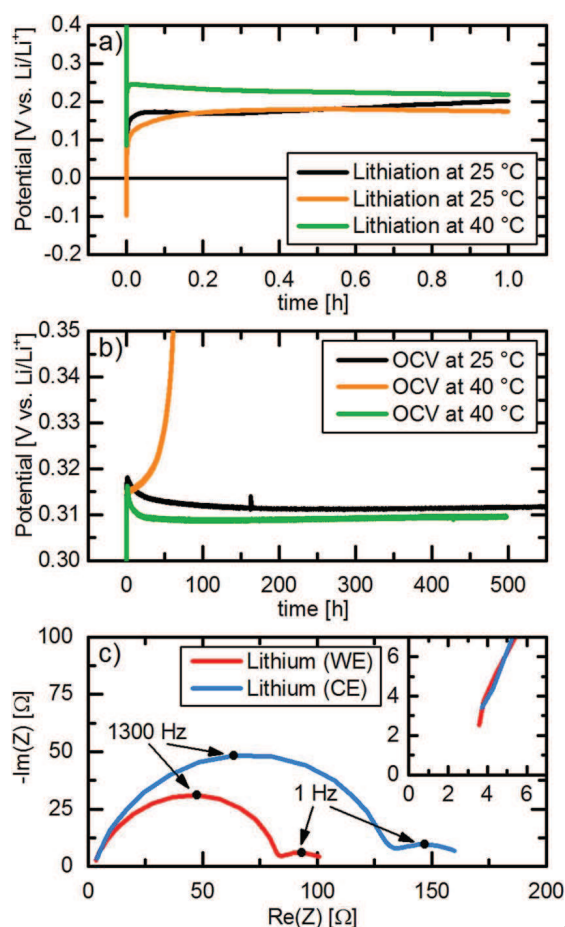 a)
Potential [V vs. Li/Li⁺]
0.4
0.3
0.2
0.1
0.0
-0.1
-0.2
Lithiation at 25 °C
Lithiation at 25 °C
Lithiation at 40 °C
0.0 0.2 0.4 0.6 0.8 1.0
time [h]
b)
Potential [V vs. Li/Li⁺]
0.35
0.34
0.33
0.32
0.31
0.30
OCV at 25 °C
OCV at 40 °C
OCV at 40 °C
0 100 200 300 400 500
time [h]
c)
-Im(Z) [Ω]
100
75
50
25
0
Lithium (WE)
Lithium (CE)
1300 Hz
1 Hz
6
4
2
0
0 2 4 6
0 50 100 150 200
Re(Z) [Ω]